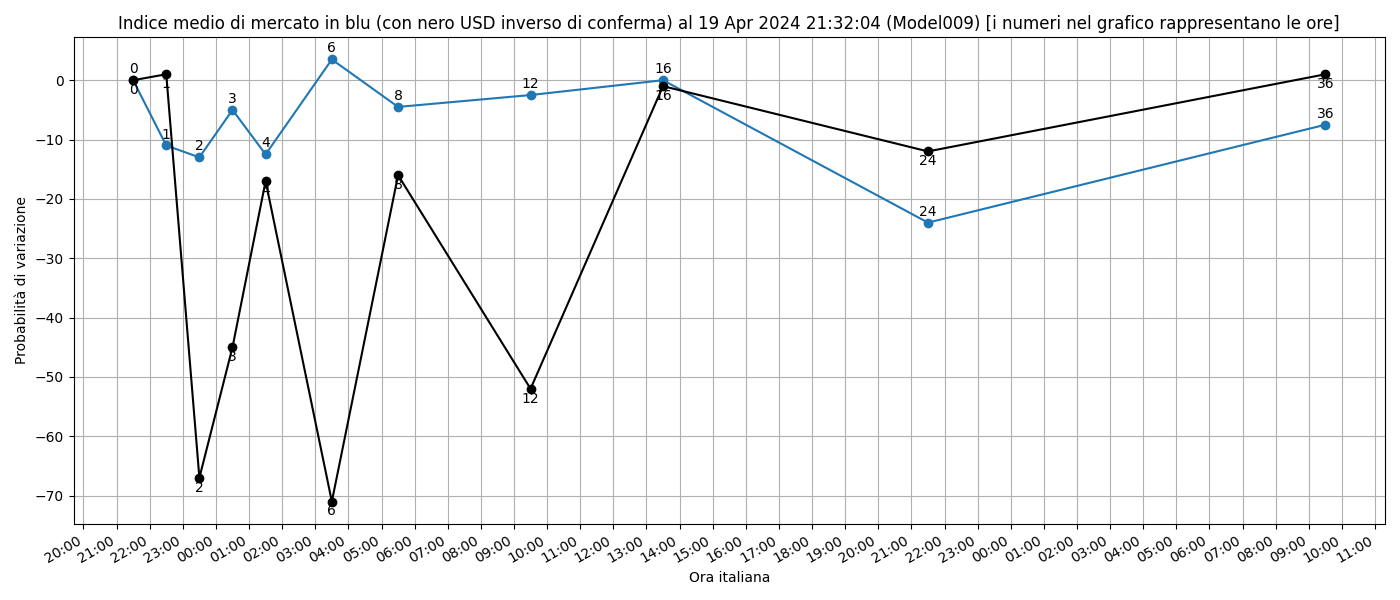 Indice medio di mercato in blu (con nero USD inverso di conferma) al 19 Apr 2024 21:32:04 (Model009) [i numeri nel grafico rappresentano le ore]
Probabilità di variazione
0
−10
−20
−30
−40
−50
−60
−70
0 1 2 3 4 6 8 12 16 24 36
0 1 2 3 4 6 8 12 16 24 36
20:00 21:00 22:00 23:00 00:00 01:00 02:00 03:00 04:00 05:00 06:00 07:00 08:00 09:00 10:00 11:00 12:00 13:00 14:00 15:00 16:00 17:00 18:00 19:00 20:00 21:00 22:00 23:00 00:00 01:00 02:00 03:00 04:00 05:00 06:00 07:00 08:00 09:00 10:00 11:00
Ora italiana